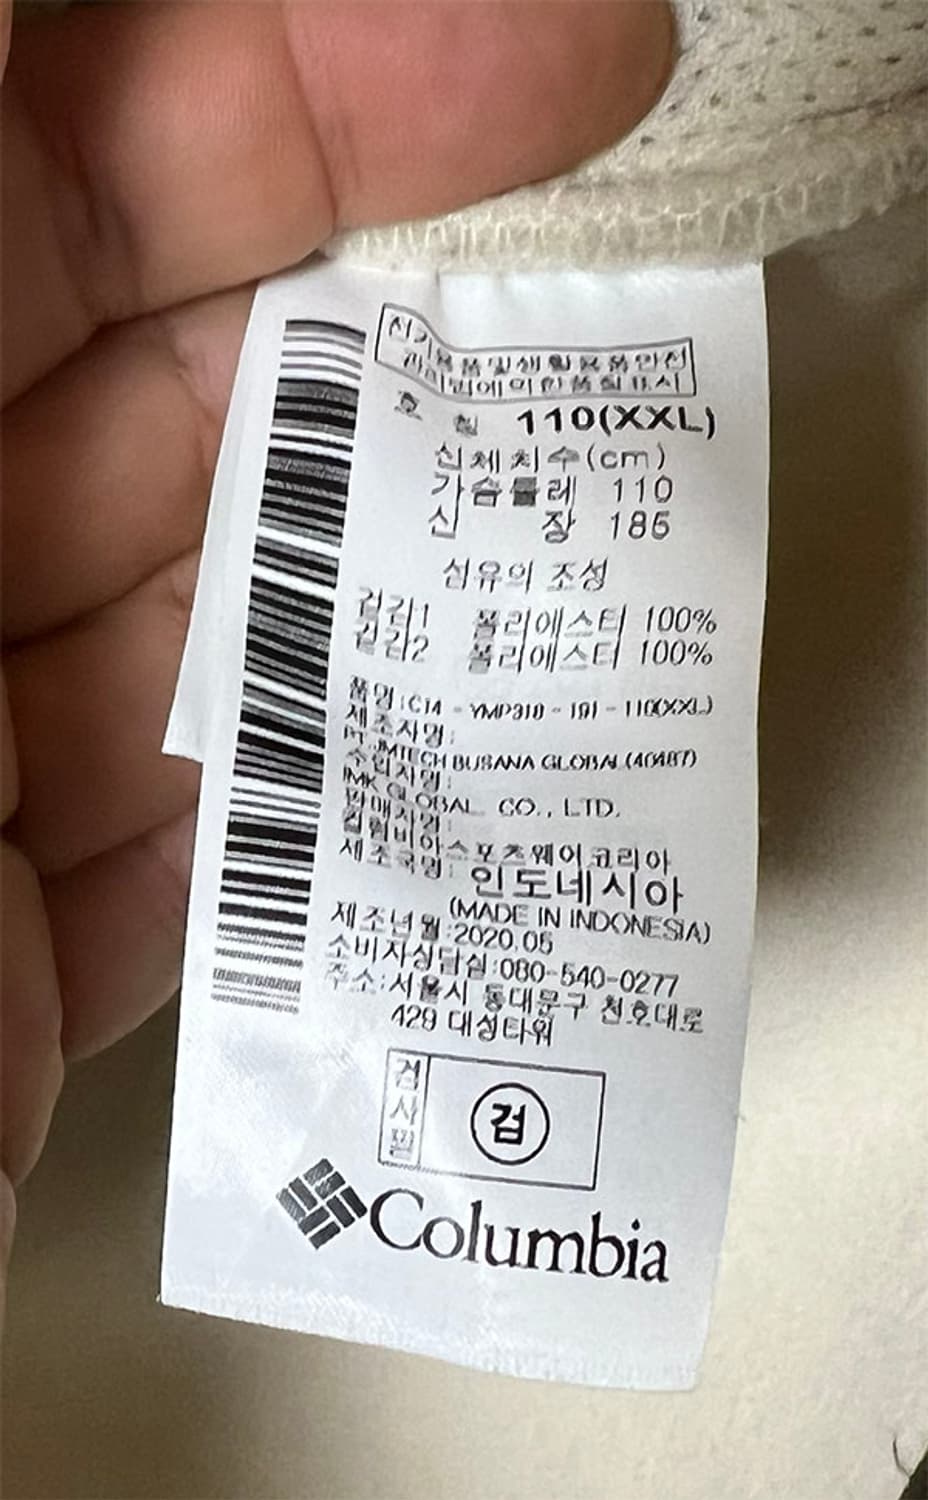 전기용품및생활용품안전
관리법에의한품질표시
호 칭 110(XXL)
신체치수(cm)
가슴둘레 110
신 장 185
섬유의 조성
겉감1 폴리에스터 100%
겉감2 폴리에스터 100%
품명:C14 - YMP310 - 191 - 110(XXL)
제조자명:
PT. JMTECH BUSANA GLOBAL
수입자명:
IMK GLOBAL CO., LTD.
판매자명:
컬럼비아스포츠웨어코리아
제조국명: 인도네시아
(MADE IN INDONESIA)
제조년월:2020.05
소비자상담실:080-540-0277
주소:서울시 동대문구 천호대로
429 대성타워
검사필
검
Columbia